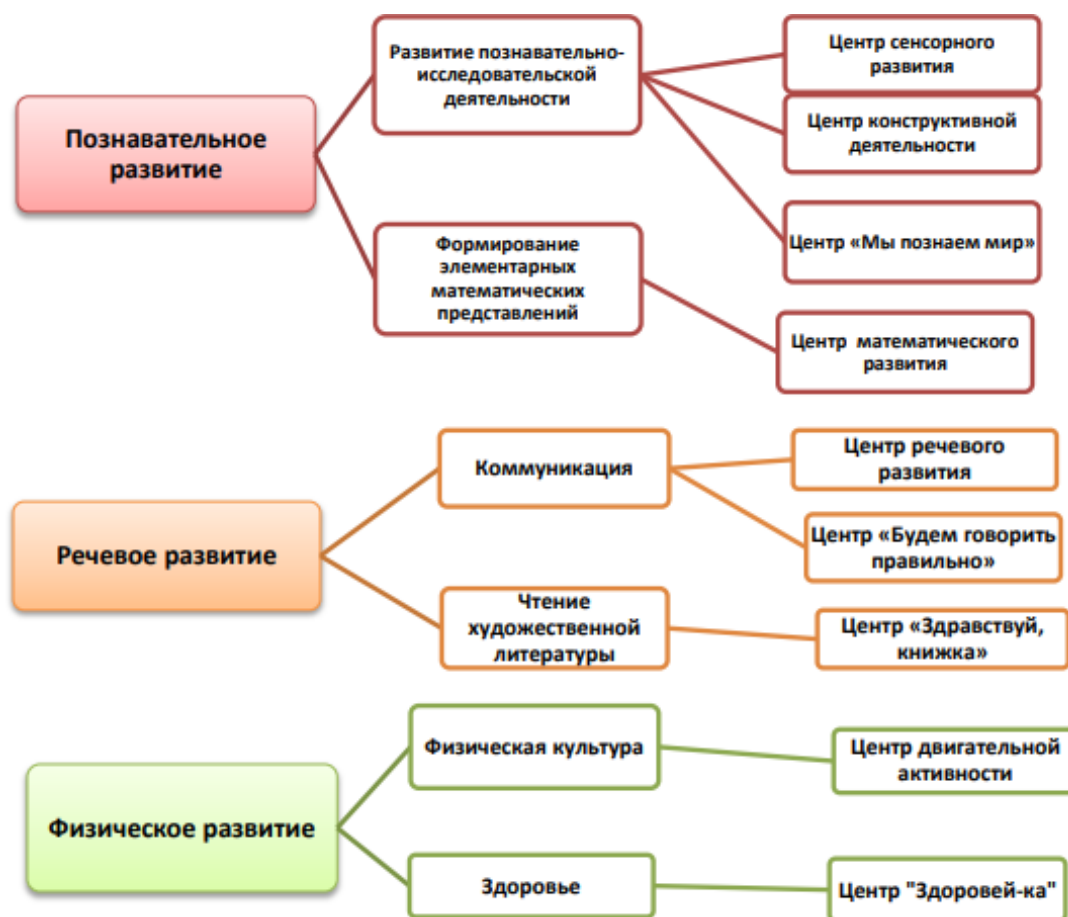 Познавательное
развитие
Развитие познавательно-
исследовательской
деятельности
Центр сенсорного
развития
Центр конструктивной
деятельности
Центр «Мы познаем мир»
Формирование
элементарных
математических
представлений
Центр математического
развития
Речевое развитие
Коммуникация
Центр речевого
развития
Центр «Будем говорить
правильно»
Чтение
художественной
литературы
Центр «Здравствуй,
книжка»
Физическое развитие
Физическая культура
Центр двигательной
активности
Здоровье
Центр "Здоровей-ка"